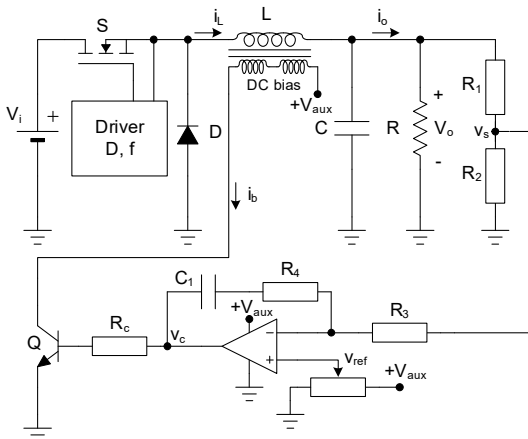 S
i_L
L
i_o
V_i
+
Driver
D, f
D
DC bias
+V_aux
C
R
+
V_o
-
R_1
v_s
R_2
i_b
C_1
R_4
+V_aux
R_3
Q
R_c
v_c
-
+
v_ref
+V_aux